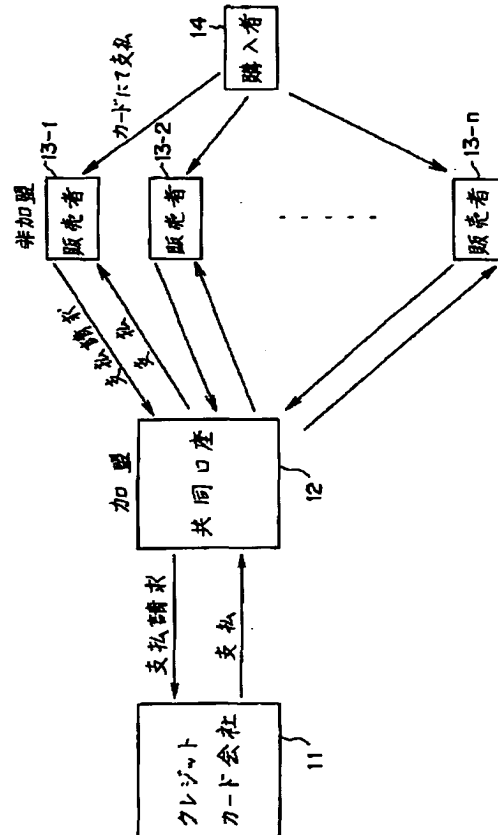 クレジット
カード会社
11
支払請求
支払
加盟
共同口座
12
支払請求
支払
非加盟
販売者
13-1
販売者
13-2
販売者
13-n
カードにて支払
購入者
14